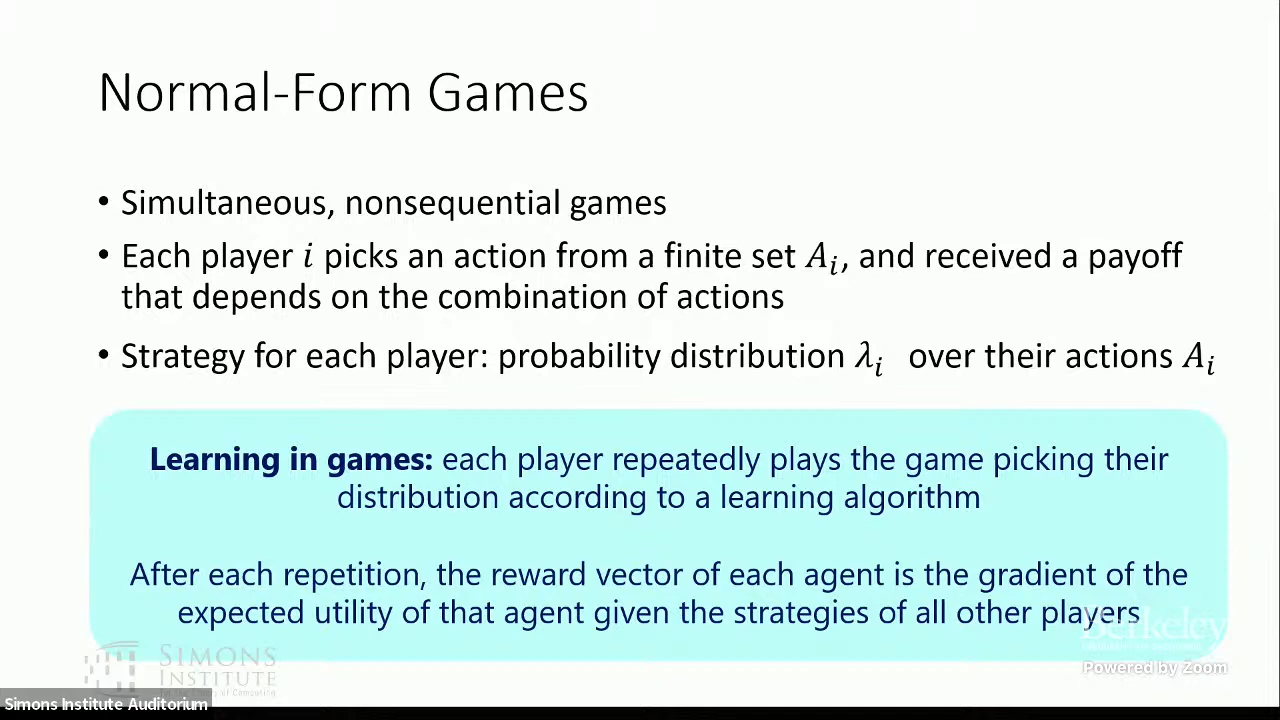 Normal-Form Games
• Simultaneous, nonsequential games
• Each player 𝑖 picks an action from a finite set 𝐴ᵢ, and received a payoff
that depends on the combination of actions
• Strategy for each player: probability distribution 𝜆ᵢ over their actions 𝐴ᵢ
Learning in games: each player repeatedly plays the game picking their
distribution according to a learning algorithm
After each repetition, the reward vector of each agent is the gradient of the
expected utility of that agent given the strategies of all other players
Berkeley
SIMONS
INSTITUTE
Powered by Zoom
Simons Institute Auditorium